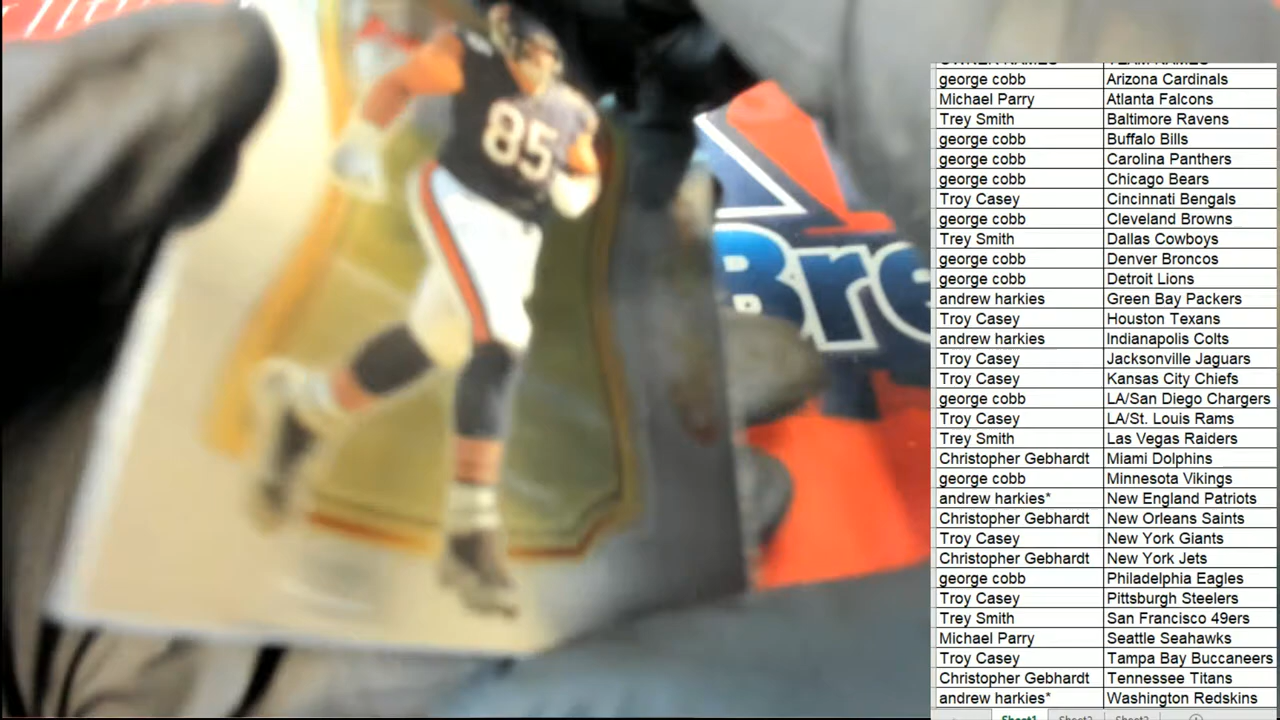 85
Bre
george cobb Arizona Cardinals
Michael Parry Atlanta Falcons
Trey Smith Baltimore Ravens
george cobb Buffalo Bills
george cobb Carolina Panthers
george cobb Chicago Bears
Troy Casey Cincinnati Bengals
george cobb Cleveland Browns
Trey Smith Dallas Cowboys
george cobb Denver Broncos
george cobb Detroit Lions
andrew harkies Green Bay Packers
Troy Casey Houston Texans
andrew harkies Indianapolis Colts
Troy Casey Jacksonville Jaguars
Troy Casey Kansas City Chiefs
george cobb LA/San Diego Chargers
Troy Casey LA/St. Louis Rams
Trey Smith Las Vegas Raiders
Christopher Gebhardt Miami Dolphins
george cobb Minnesota Vikings
andrew harkies* New England Patriots
Christopher Gebhardt New Orleans Saints
Troy Casey New York Giants
Christopher Gebhardt New York Jets
george cobb Philadelphia Eagles
Troy Casey Pittsburgh Steelers
Trey Smith San Francisco 49ers
Michael Parry Seattle Seahawks
Troy Casey Tampa Bay Buccaneers
Christopher Gebhardt Tennessee Titans
andrew harkies* Washington Redskins